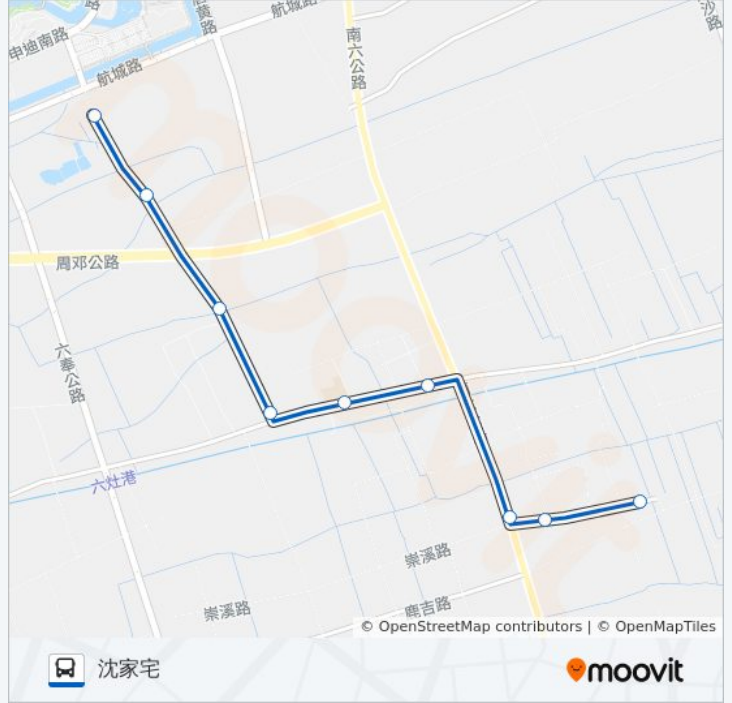 航城路
南六公路
申迪南路
航城路
周邓公路
六奉公路
六灶港
崇溪路
崇溪路
鹿吉路
© OpenStreetMap contributors | © OpenMapTiles
沈家宅
moovit